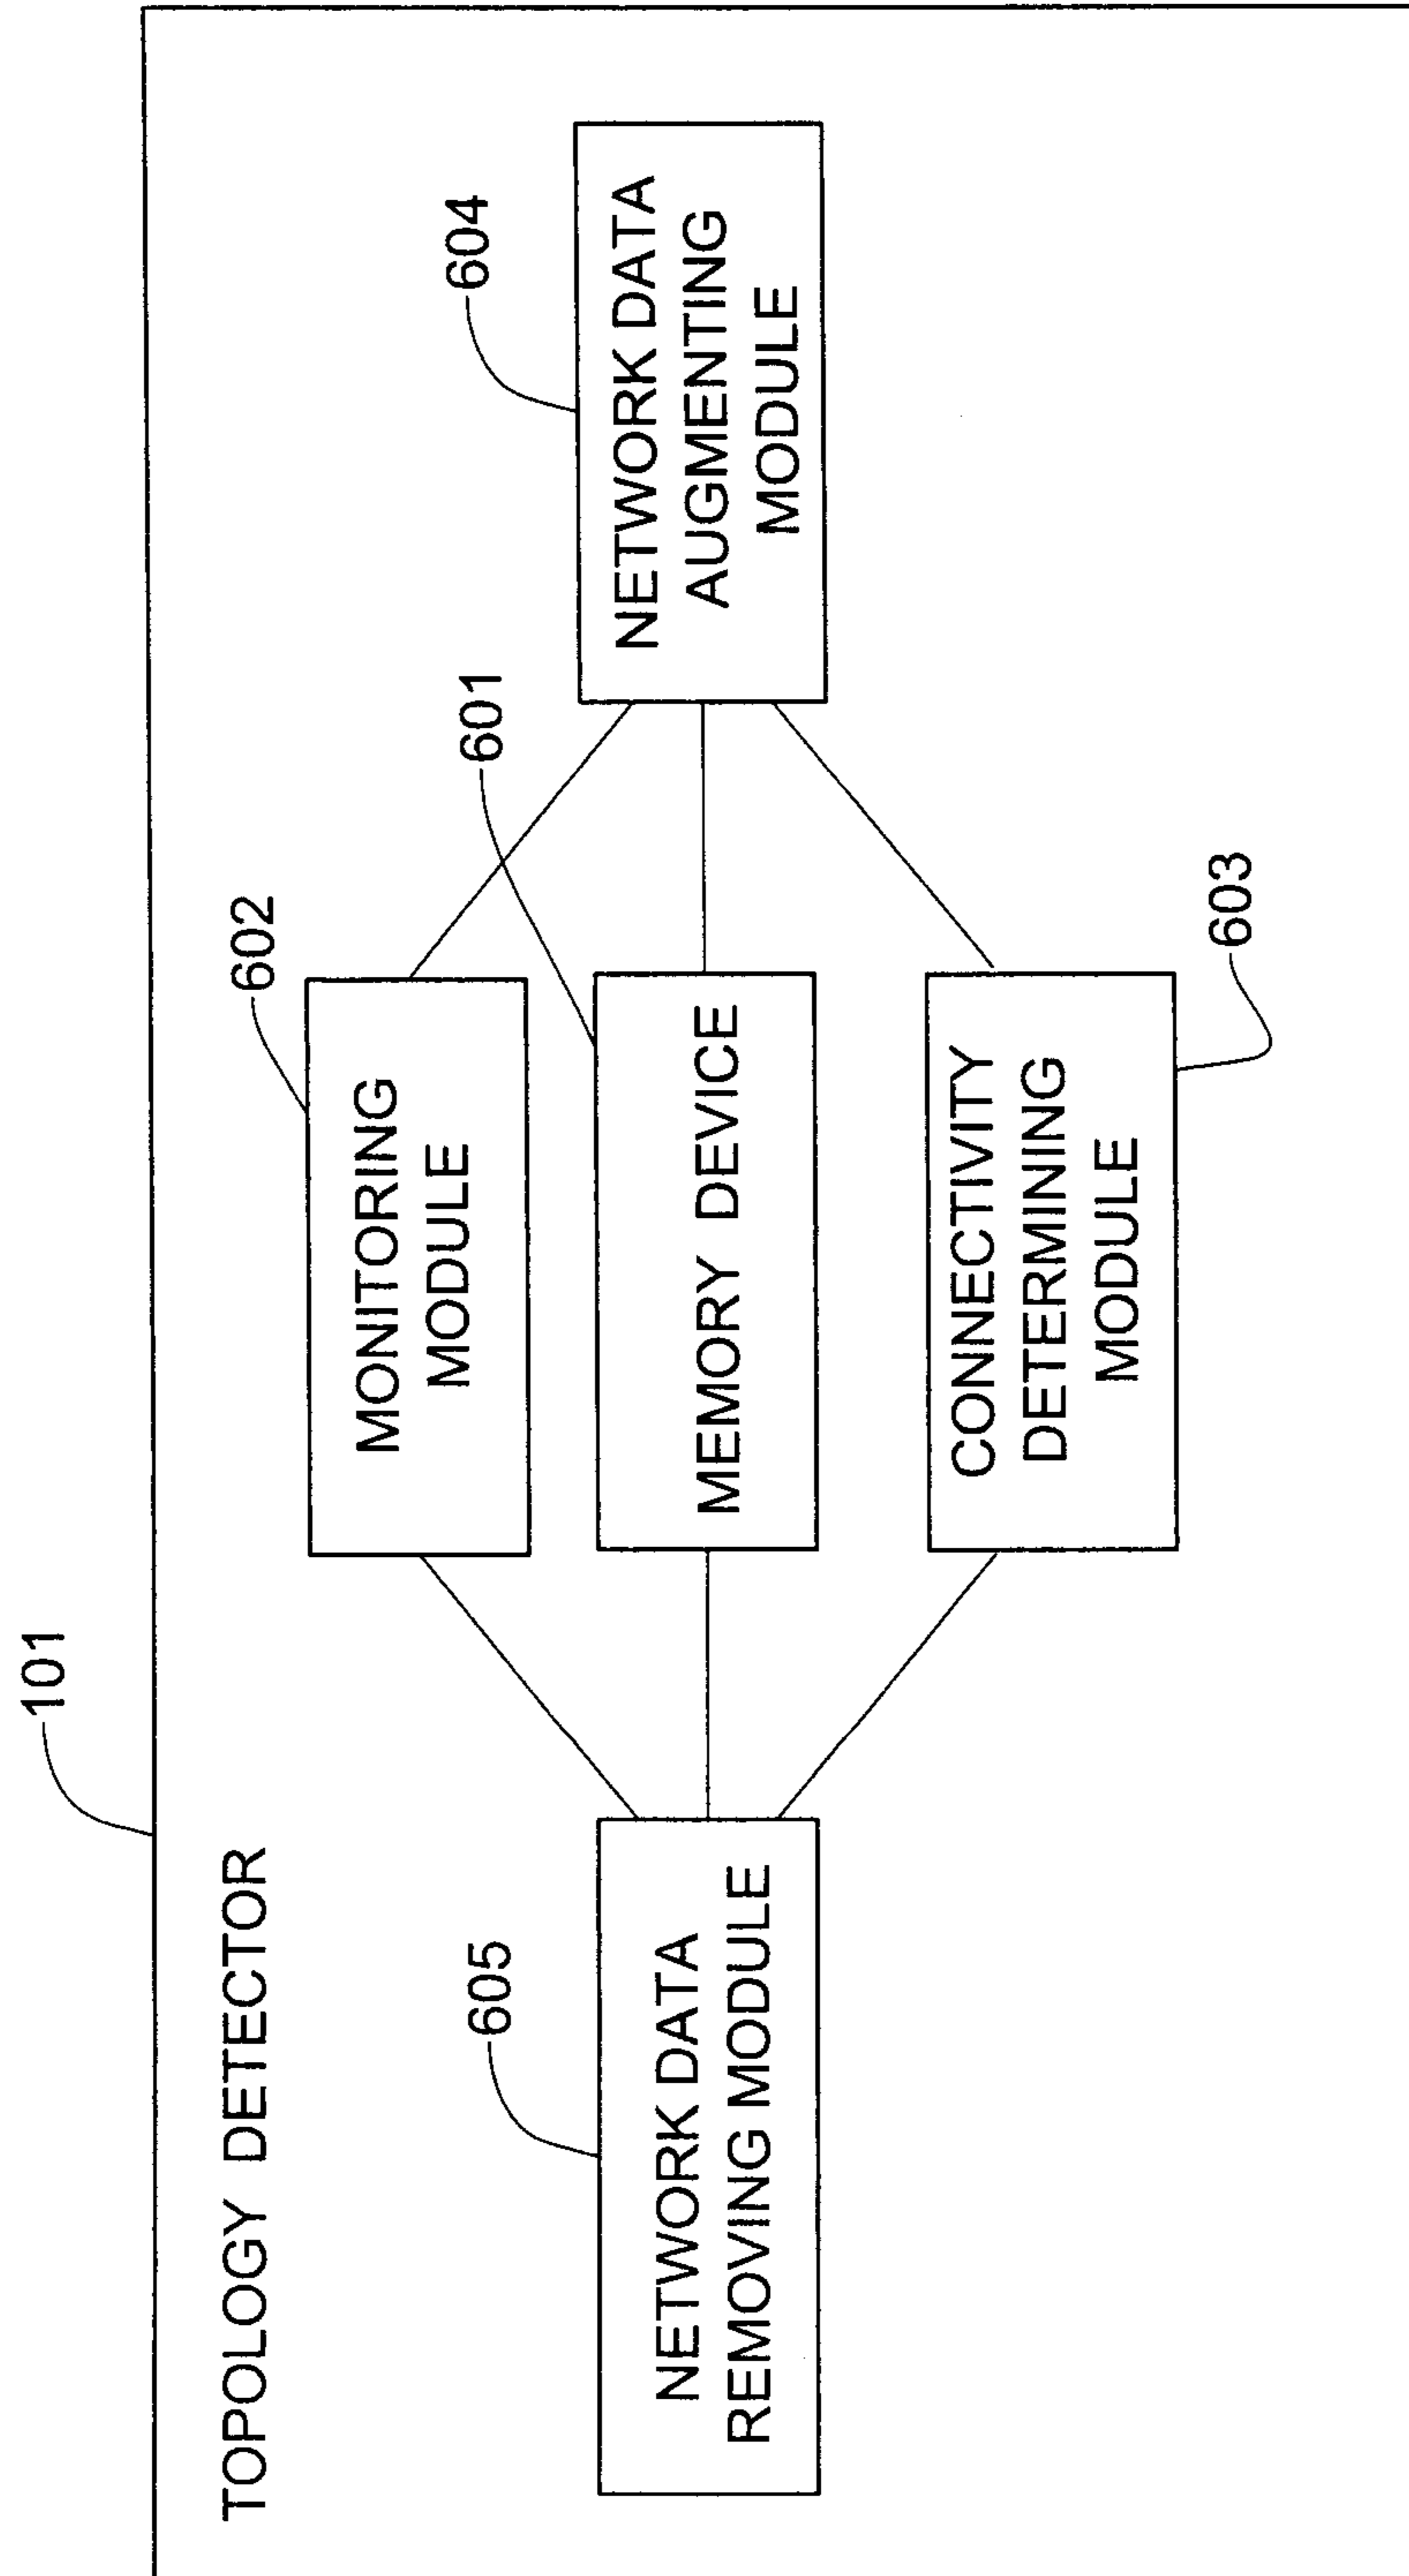 101
TOPOLOGY DETECTOR
602
MONITORING
MODULE
605
NETWORK DATA
REMOVING MODULE
601
MEMORY DEVICE
604
NETWORK DATA
AUGMENTING
MODULE
CONNECTIVITY
DETERMINING
MODULE
603